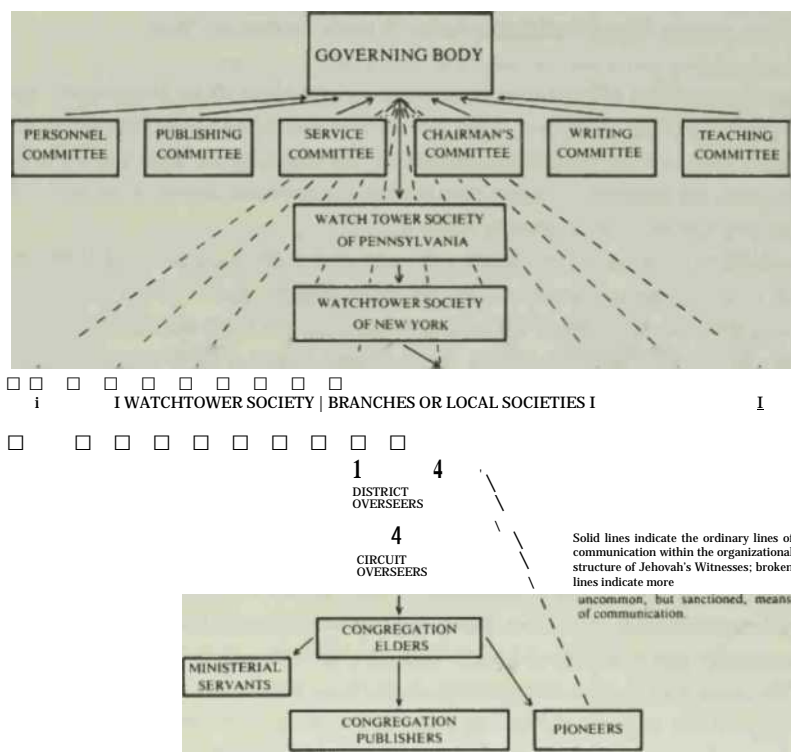 GOVERNING BODY
PERSONNEL
COMMITTEE
PUBLISHING
COMMITTEE
SERVICE
COMMITTEE
CHAIRMAN'S
COMMITTEE
WRITING
COMMITTEE
TEACHING
COMMITTEE
WATCH TOWER SOCIETY
OF PENNSYLVANIA
WATCHTOWER SOCIETY
OF NEW YORK
i I WATCHTOWER SOCIETY | BRANCHES OR LOCAL SOCIETIES I I
1 4
DISTRICT
OVERSEERS
4
CIRCUIT
OVERSEERS
Solid lines indicate the ordinary lines of
communication within the organizational
structure of Jehovah's Witnesses; broken
lines indicate more
uncommon, but sanctioned, means
of communication.
CONGREGATION
ELDERS
MINISTERIAL
SERVANTS
CONGREGATION
PUBLISHERS
PIONEERS